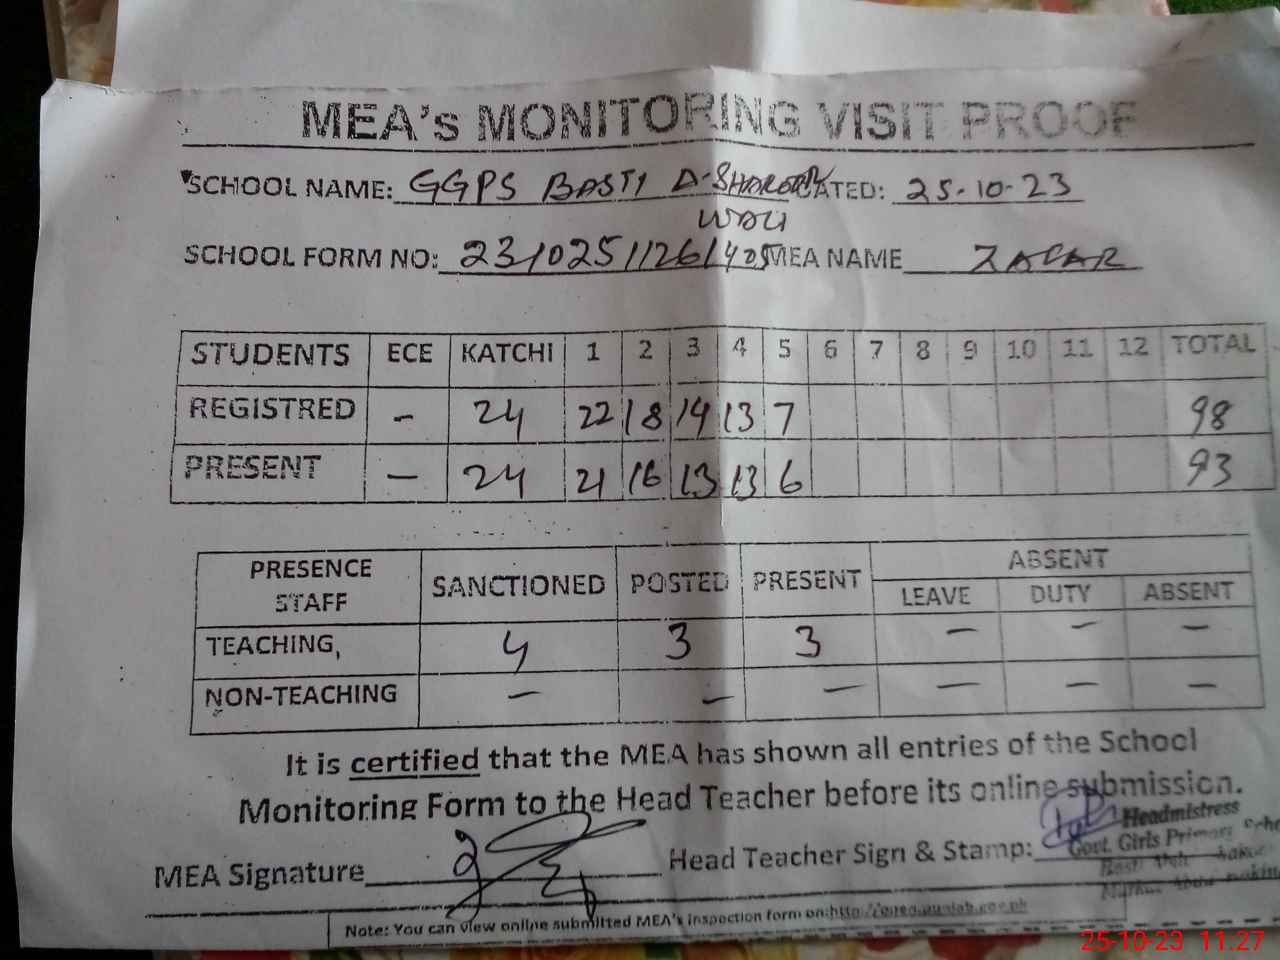 MEA's MONITORING VISIT PROOF
SCHOOL NAME: GGPS BASTI DATED: 25-10-23
SCHOOL FORM NO: 23102511261405 MEA NAME ZAFAR
STUDENTS ECE KATCHI 1 2 3 4 5 6 7 8 9 10 11 12 TOTAL
REGISTRED - 24 22 18 14 13 7 98
PRESENT - 24 21 16 13 13 6 93
PRESENCE STAFF SANCTIONED POSTED PRESENT ABSENT
LEAVE DUTY ABSENT
TEACHING, 4 3 3 - - -
NON-TEACHING - - - - - -
It is certified that the MEA has shown all entries of the School
Monitoring Form to the Head Teacher before its online submission.
MEA Signature Head Teacher Sign & Stamp:
Headmistress
Govt. Girls Primary
Note: You can view online submitted MEA's inspection form on:
25-10-23 11:27